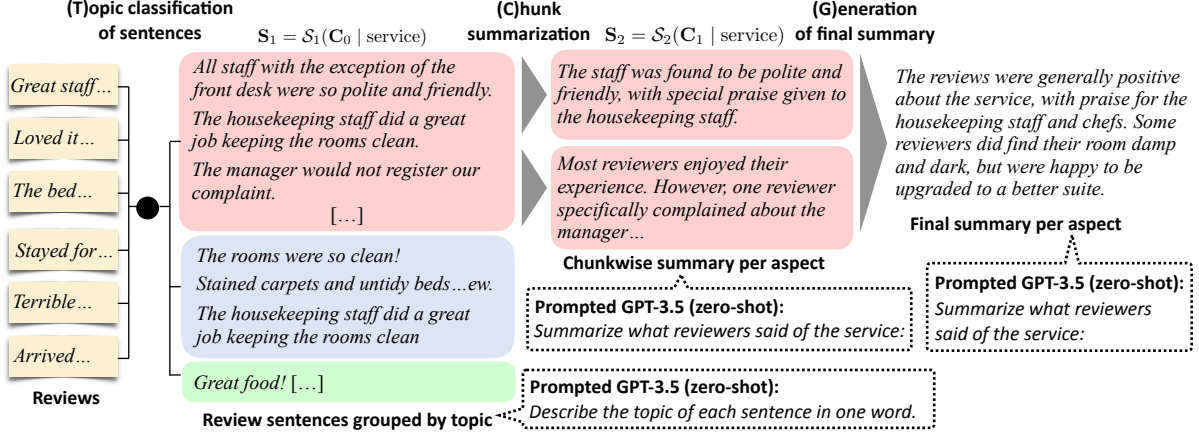 (T)opic classification
of sentences
S₁ = 𝒮₁(C₀ | service)
(C)hunk
summarization
S₂ = 𝒮₂(C₁ | service)
(G)eneration
of final summary
Great staff…
Loved it…
The bed…
Stayed for…
Terrible…
Arrived…
Reviews
All staff with the exception of the
front desk were so polite and friendly.
The housekeeping staff did a great
job keeping the rooms clean.
The manager would not register our
complaint.
[…]
The rooms were so clean!
Stained carpets and untidy beds…ew.
The housekeeping staff did a great
job keeping the rooms clean
Great food! […]
Review sentences grouped by topic
The staff was found to be polite and
friendly, with special praise given to
the housekeeping staff.
Most reviewers enjoyed their
experience. However, one reviewer
specifically complained about the
manager…
Chunkwise summary per aspect
Prompted GPT-3.5 (zero-shot):
Summarize what reviewers said of the service:
Prompted GPT-3.5 (zero-shot):
Describe the topic of each sentence in one word.
The reviews were generally positive
about the service, with praise for the
housekeeping staff and chefs. Some
reviewers did find their room damp
and dark, but were happy to be
upgraded to a better suite.
Final summary per aspect
Prompted GPT-3.5 (zero-shot):
Summarize what reviewers
said of the service: